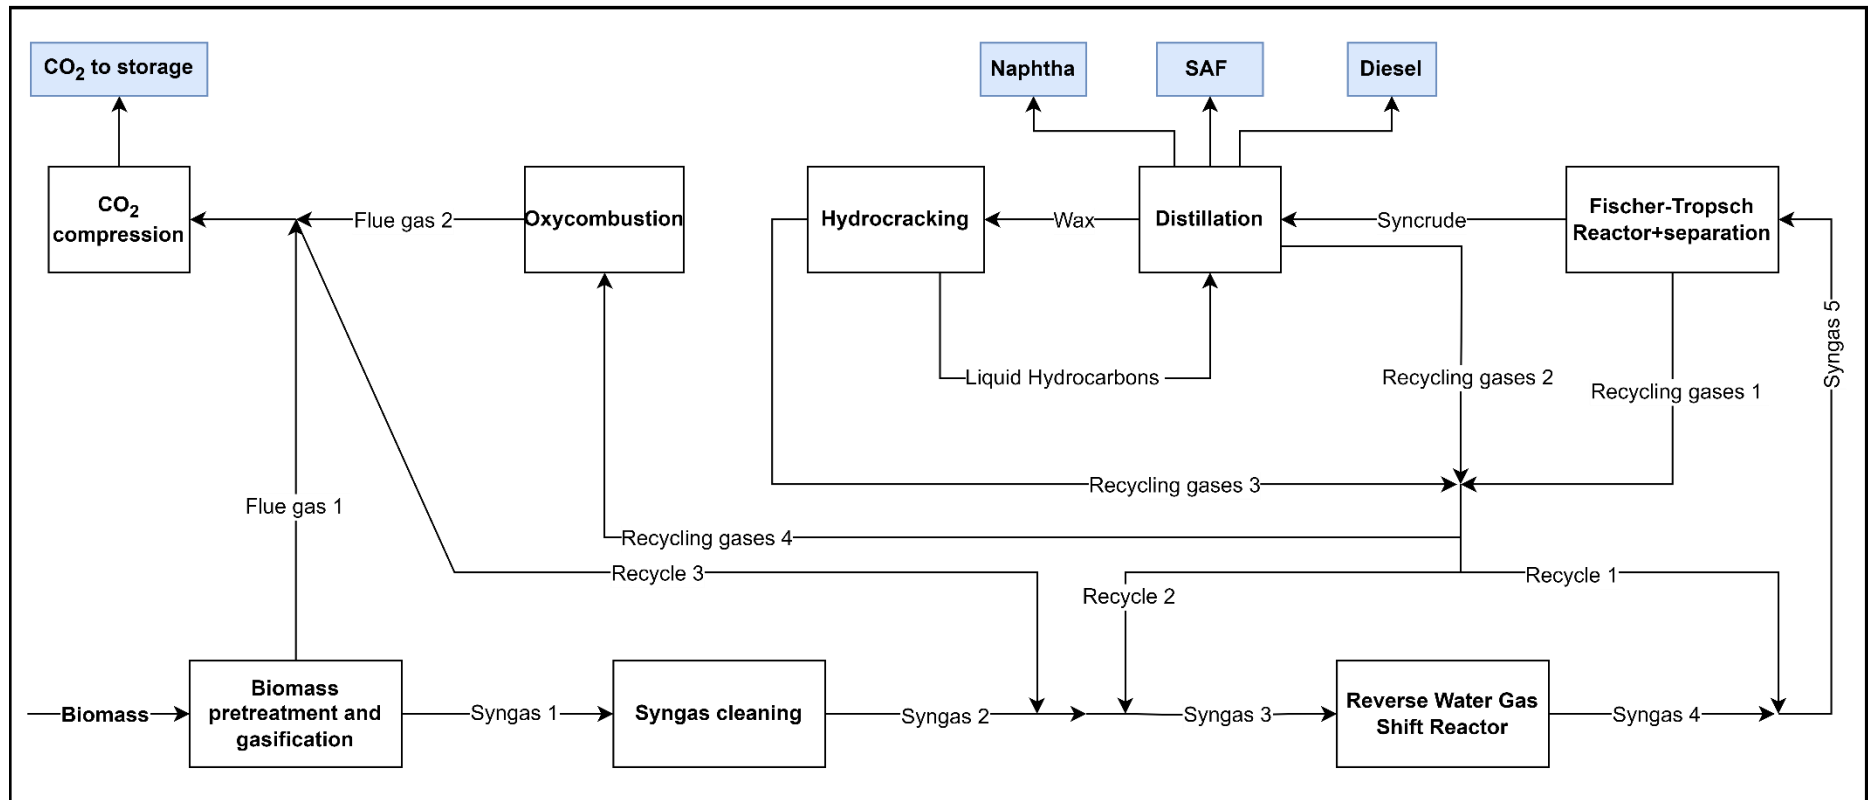 CO2 to storage
Naphtha
SAF
Diesel
CO2
compression
Flue gas 2
Oxycombustion
Hydrocracking
Wax
Distillation
Syncrude
Fischer-Tropsch
Reactor+separation
Liquid Hydrocarbons
Recycling gases 2
Recycling gases 1
Syngas 5
Flue gas 1
Recycling gases 3
Recycling gases 4
Recycle 3
Recycle 2
Recycle 1
Biomass
Biomass
pretreatment and
gasification
Syngas 1
Syngas cleaning
Syngas 2
Syngas 3
Reverse Water Gas
Shift Reactor
Syngas 4